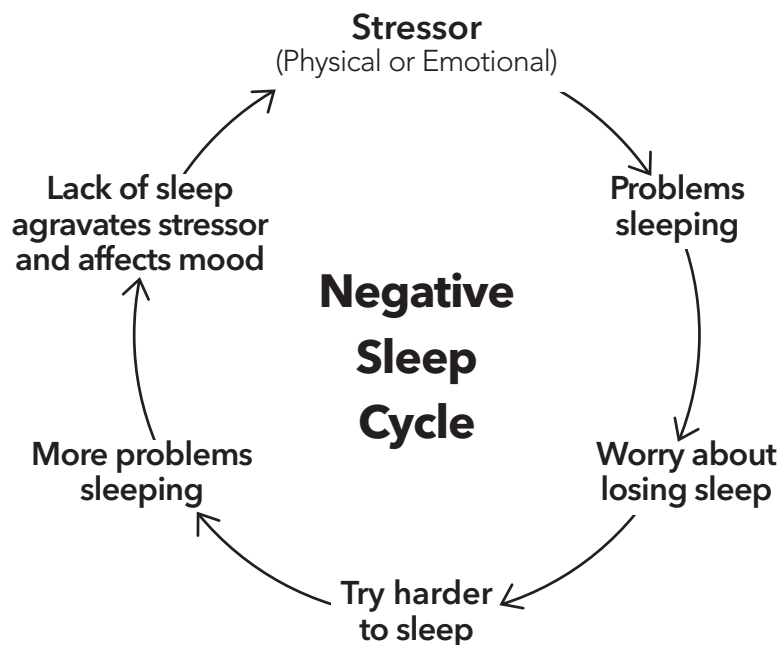 Stressor
(Physical or Emotional)
Problems
sleeping
Worry about
losing sleep
Try harder
to sleep
More problems
sleeping
Lack of sleep
agravates stressor
and affects mood
Negative
Sleep
Cycle